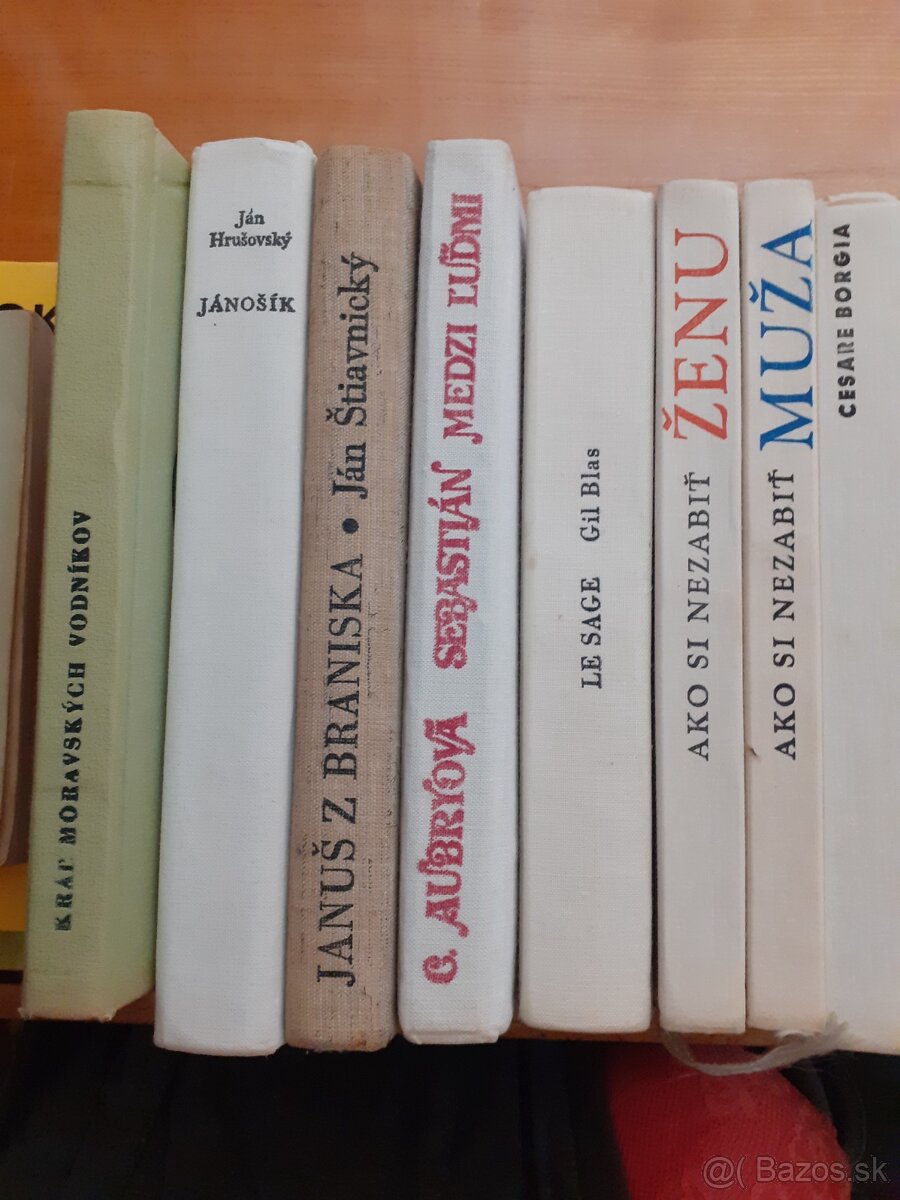 KRÁĽ MORAVSKÝCH VODNÍKOV
Ján
Hrušovský
JÁNOŠÍK
JANUŠ Z BRANISKA • Ján Štiavnický
C. AUBRYOVÁ SEBASTIÁN MEDZI ĽUĎMI
LE SAGE Gil Blas
AKO SI NEZABIŤ ŽENU
AKO SI NEZABIŤ MUŽA
CESARE BORGIA
@( Bazos.sk